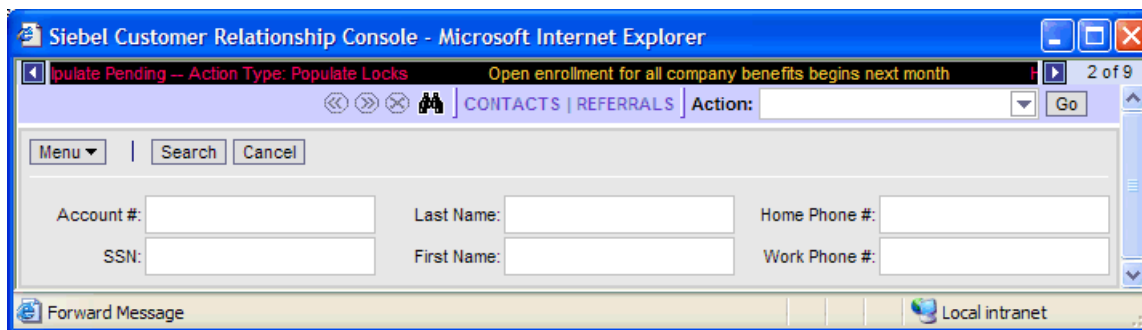 Siebel Customer Relationship Console - Microsoft Internet Explorer
Pending -- Action Type: Populate Locks Open enrollment for all company benefits begins next month 2 of 9
CONTACTS | REFERRALS Action: Go
Menu Search Cancel
Account #: Last Name: Home Phone #:
SSN: First Name: Work Phone #:
Forward Message Local intranet